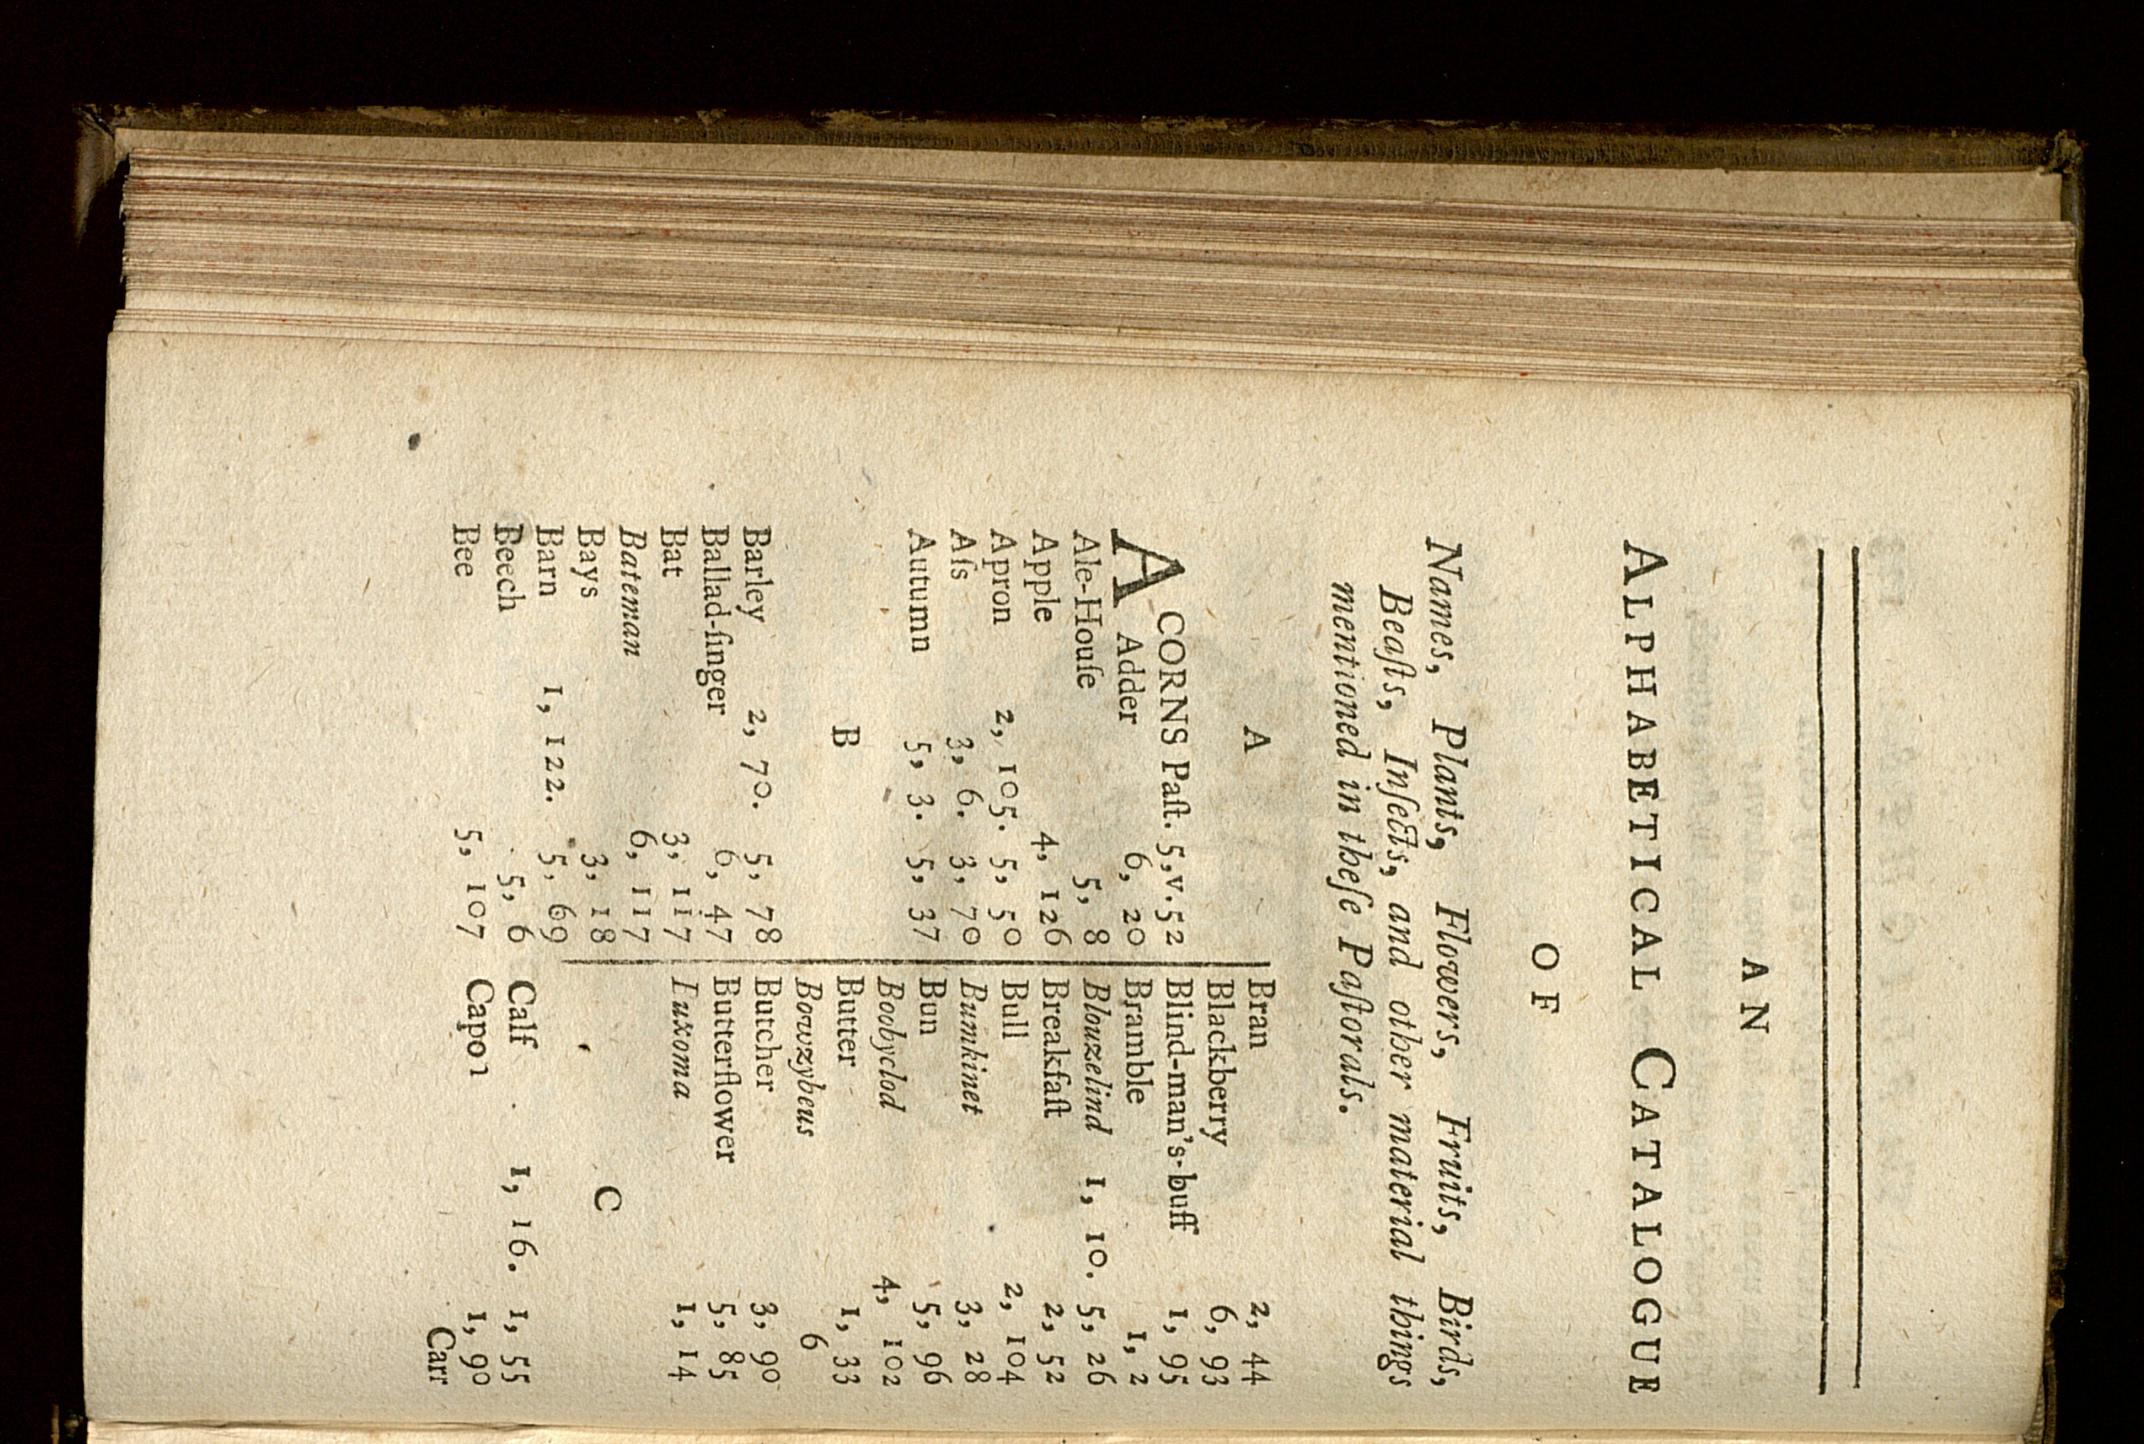 AN
ALPHABETICAL CATALOGUE
OF
Names, Plants, Flowers, Fruits, Birds,
Beaſts, Inſects, and other material things
mentioned in theſe Paſtorals.
A
ACORNS Paſt. 5, v. 52
Adder 6, 20
Ale-Houſe 5, 8
Apple 4, 126
Apron 2, 105. 5, 50
Aſs 3, 6. 3, 70
Autumn 5, 3. 5, 37
B
Barley 2, 70. 5, 78
Ballad-ſinger 6, 47
Bat 3, 117
Bateman 6, 117
Bays 3, 18
Barn 1, 122. 5, 69
Beech 5, 6
Bee 5, 107
Bran 2, 44
Blackberry 6, 93
Blind-man's-buff 1, 95
Bramble 1, 2
Blouzelind 1, 10. 5, 26
Breakfaſt 2, 52
Bull 2, 104
Bumkinet 3, 28
Bun 5, 96
Boobyclod 4, 102
Butter 1, 33
Bowzybeus 6
Butcher 3, 90
Butterflower 5, 85
Buxoma 1, 14
C
Calf 1, 16. 1, 55
Capon 1, 90
Carr